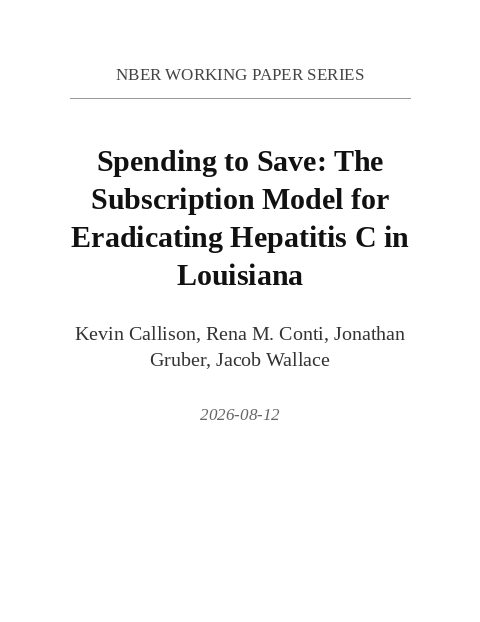 NBER WORKING PAPER SERIES
Spending to Save: The
Subscription Model for
Eradicating Hepatitis C in
Louisiana
Kevin Callison, Rena M. Conti, Jonathan
Gruber, Jacob Wallace
2026-08-12